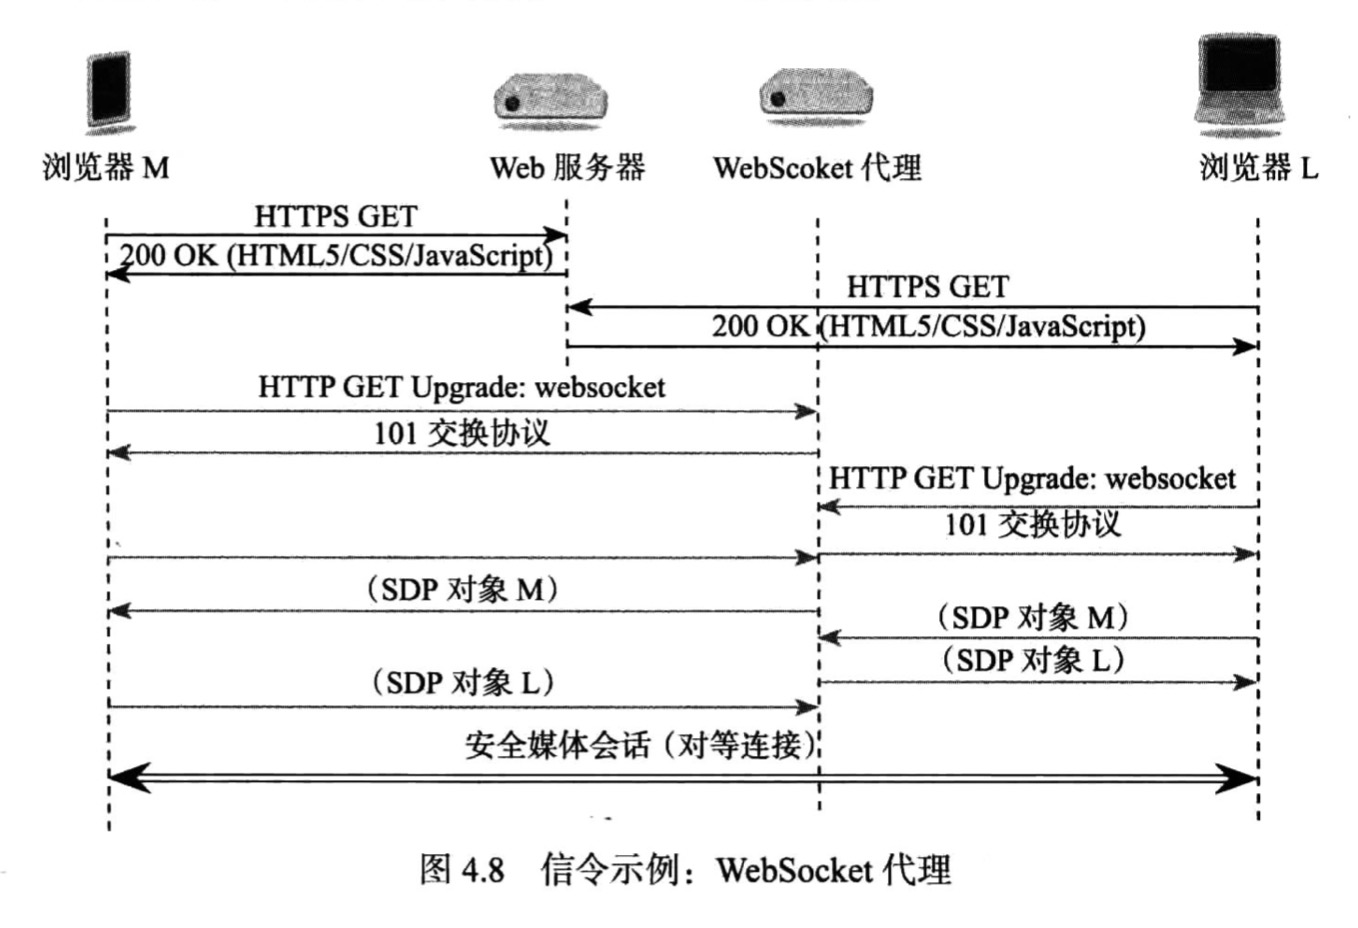 浏览器 M
Web 服务器
WebScoket 代理
浏览器 L
HTTPS GET
200 OK (HTML5/CSS/JavaScript)
HTTPS GET
200 OK (HTML5/CSS/JavaScript)
HTTP GET Upgrade: websocket
101 交换协议
HTTP GET Upgrade: websocket
101 交换协议
（SDP 对象 M）
（SDP 对象 M）
（SDP 对象 L）
（SDP 对象 L）
安全媒体会话（对等连接）
图 4.8 信令示例：WebSocket 代理